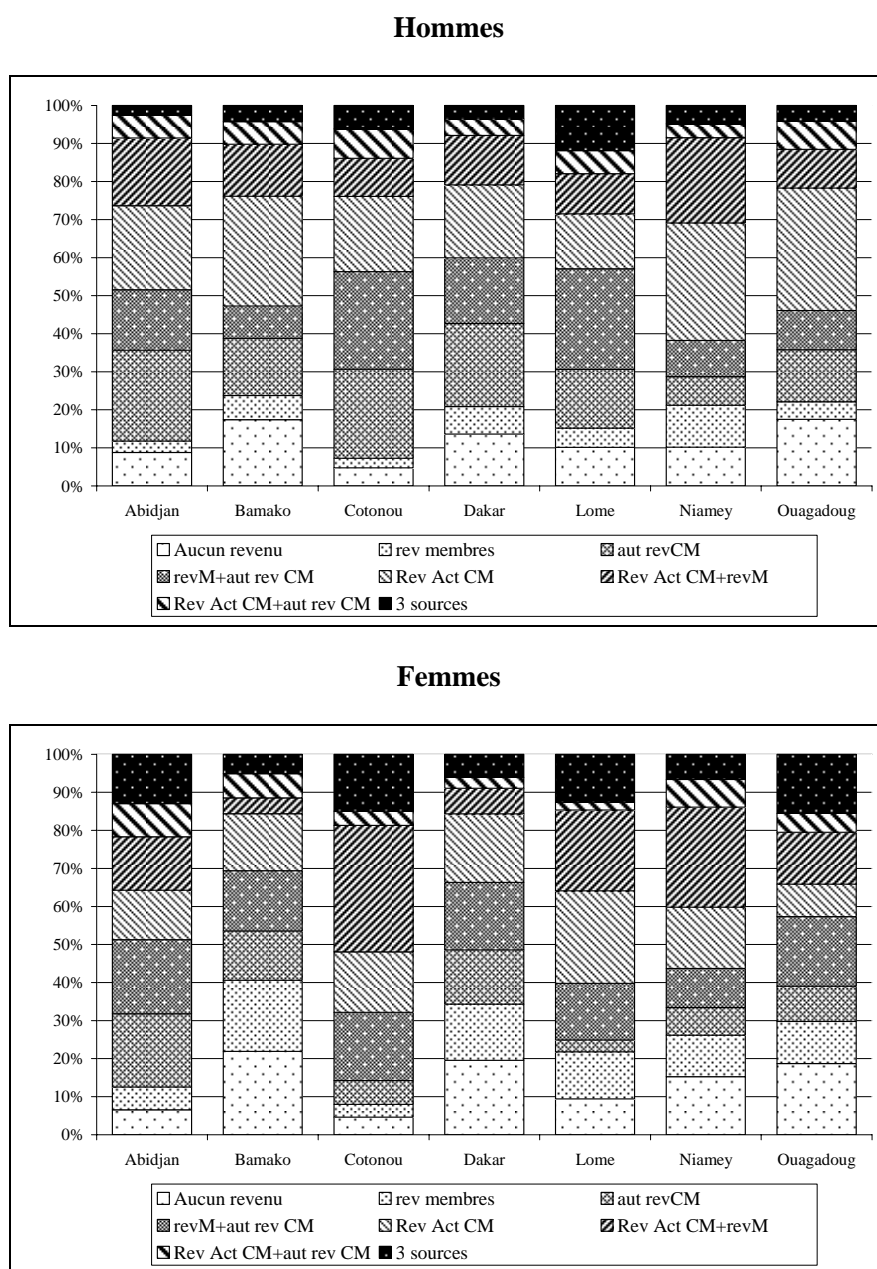 Hommes
100%
90%
80%
70%
60%
50%
40%
30%
20%
10%
0%
Abidjan Bamako Cotonou Dakar Lome Niamey Ouagadoug
Aucun revenu rev membres aut revCM
revM+aut rev CM Rev Act CM Rev Act CM+revM
Rev Act CM+aut rev CM 3 sources
Femmes
100%
90%
80%
70%
60%
50%
40%
30%
20%
10%
0%
Abidjan Bamako Cotonou Dakar Lome Niamey Ouagadoug
Aucun revenu rev membres aut revCM
revM+aut rev CM Rev Act CM Rev Act CM+revM
Rev Act CM+aut rev CM 3 sources